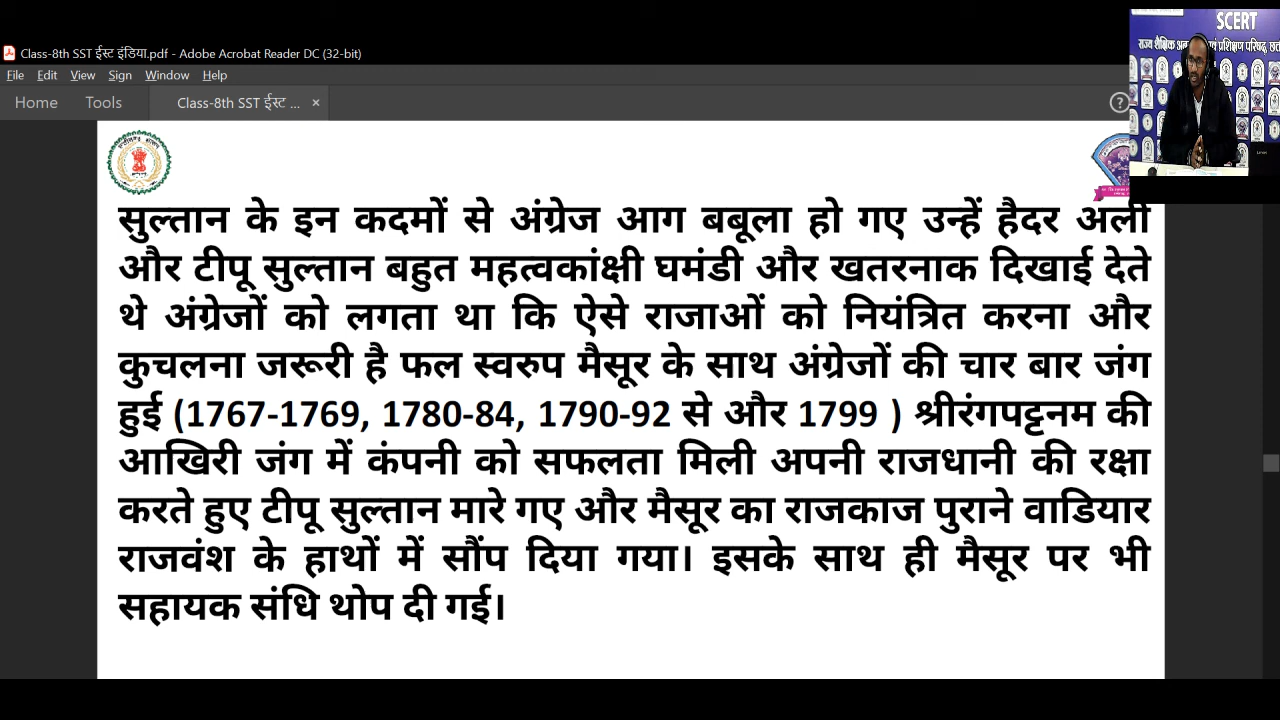 Class-8th SST ईस्ट इंडिया.pdf - Adobe Acrobat Reader DC (32-bit)
File Edit View Sign Window Help
Home Tools Class-8th SST ईस्ट ... ×
SCERT
राज्य शैक्षिक
सुल्तान के इन कदमों से अंग्रेज आग बबूला हो गए उन्हें हैदर अली
और टीपू सुल्तान बहुत महत्वकांक्षी घमंडी और खतरनाक दिखाई देते
थे अंग्रेजों को लगता था कि ऐसे राजाओं को नियंत्रित करना और
कुचलना जरूरी है फल स्वरुप मैसूर के साथ अंग्रेजों की चार बार जंग
हुई (1767-1769, 1780-84, 1790-92 से और 1799 ) श्रीरंगपट्टनम की
आखिरी जंग में कंपनी को सफलता मिली अपनी राजधानी की रक्षा
करते हुए टीपू सुल्तान मारे गए और मैसूर का राजकाज पुराने वाडियार
राजवंश के हाथों में सौंप दिया गया। इसके साथ ही मैसूर पर भी
सहायक संधि थोप दी गई।